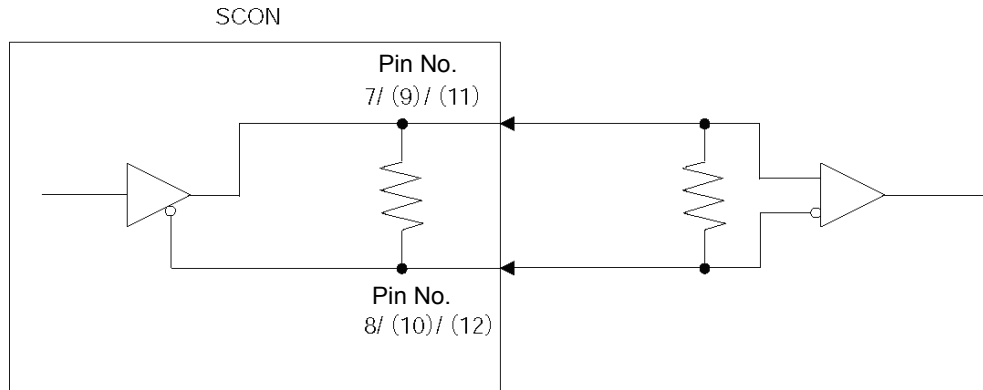 SCON
Pin No.
7/ (9)/ (11)
Pin No.
8/ (10)/ (12)